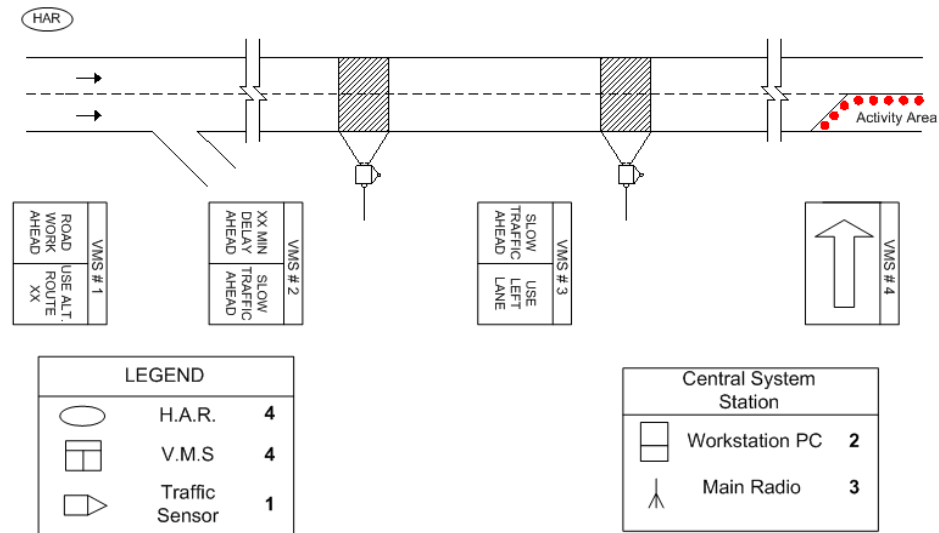 HAR
Activity Area
VMS # 1
ROAD
WORK
AHEAD
USE ALT.
ROUTE
XX
VMS # 2
XX MIN
DELAY
AHEAD
SLOW
TRAFFIC
AHEAD
VMS # 3
SLOW
TRAFFIC
AHEAD
USE
LEFT
LANE
VMS # 4
LEGEND
H.A.R. 4
V.M.S 4
Traffic
Sensor 1
Central System
Station
Workstation PC 2
Main Radio 3